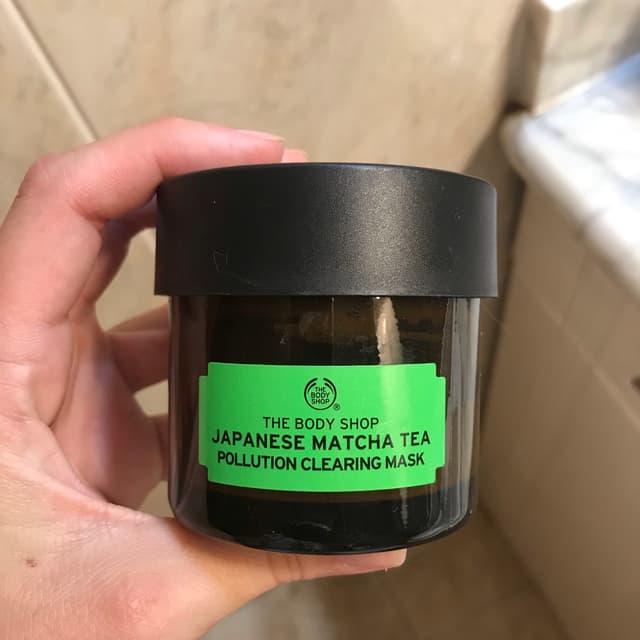 THE
BODY
SHOP
®
THE BODY SHOP
JAPANESE MATCHA TEA
POLLUTION CLEARING MASK